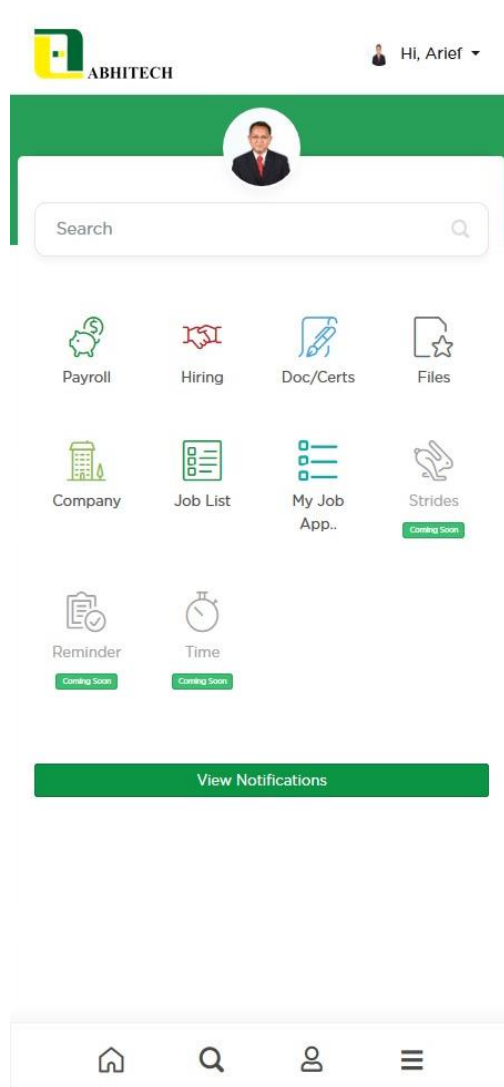 ABHITECH
Hi, Arief
Search
Payroll
Hiring
Doc/Certs
Files
Company
Job List
My Job
App..
Strides
Coming Soon
Reminder
Coming Soon
Time
Coming Soon
View Notifications